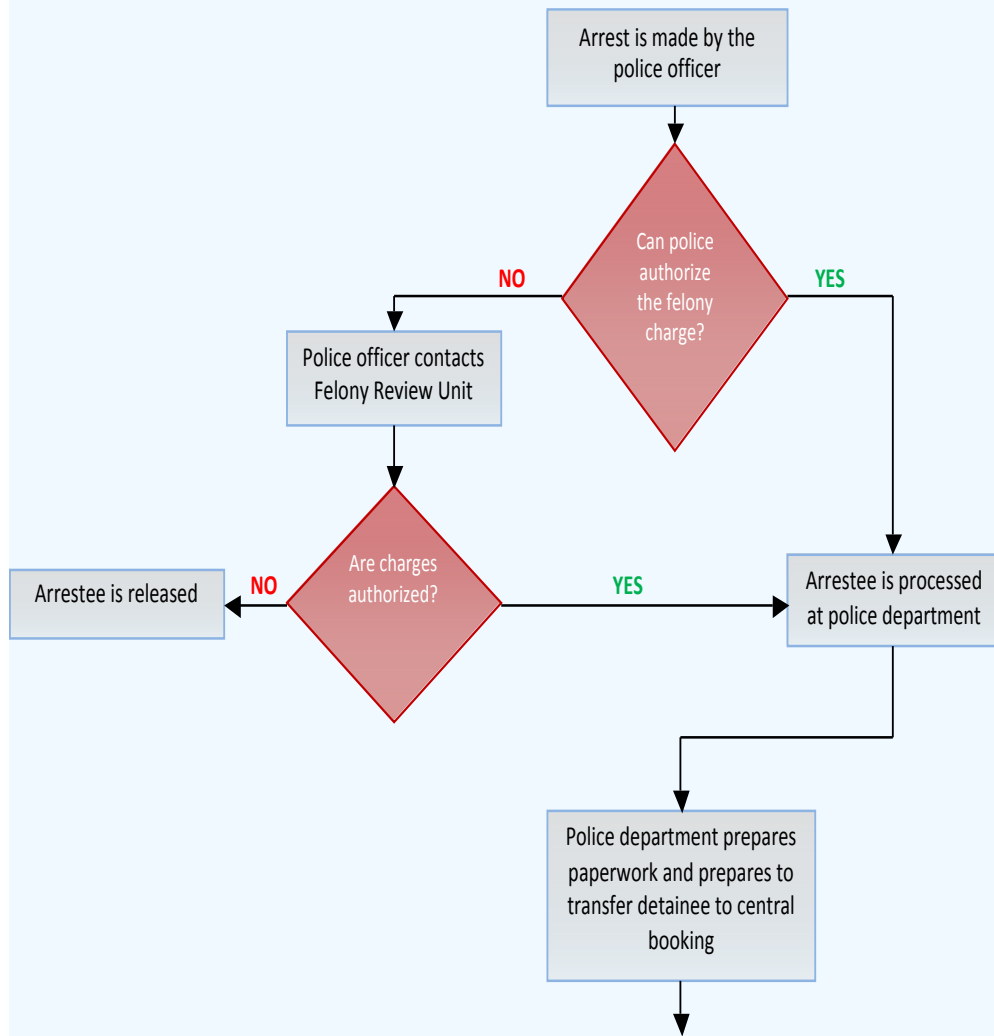 Arrest is made by the
police officer
Can police
authorize
the felony
charge?
NO
YES
Police officer contacts
Felony Review Unit
Are charges
authorized?
Arrestee is released
NO
YES
Arrestee is processed
at police department
Police department prepares
paperwork and prepares to
transfer detainee to central
booking